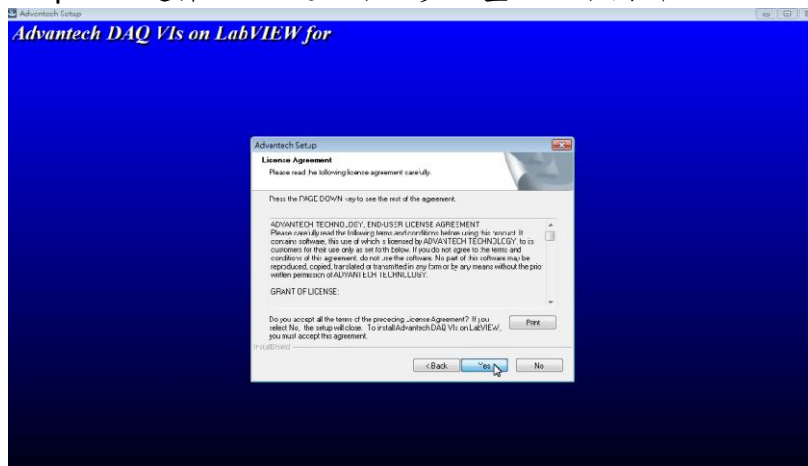 Advantech Setup
Advantech DAQ VIs on LabVIEW for
Advantech Setup
License Agreement
Please read the following license agreement carefully.
Press the PAGE DOWN key to see the rest of the agreement.
ADVANTECH TECHNOLOGY, END-USER LICENSE AGREEMENT
Please carefully read the following terms and conditions before using this product. It
contains software, this use of which is licensed by ADVANTECH TECHNOLOGY, to is
customers for their use only as set forth below. If you do not agree to the terms and
conditions of this agreement, do not use the software. No part of this software may be
reproduced, copied, translated or transmitted in any form or by any means without the prior
written permission of ADVANTECH TECHNOLOGY.
GRANT OF LICENSE:
Do you accept all the terms of the preceding License Agreement? If you
select No, the setup will close. To install Advantech DAQ VIs on LabVIEW,
you must accept this agreement.
Print
InstallShield
< Back
Yes
No